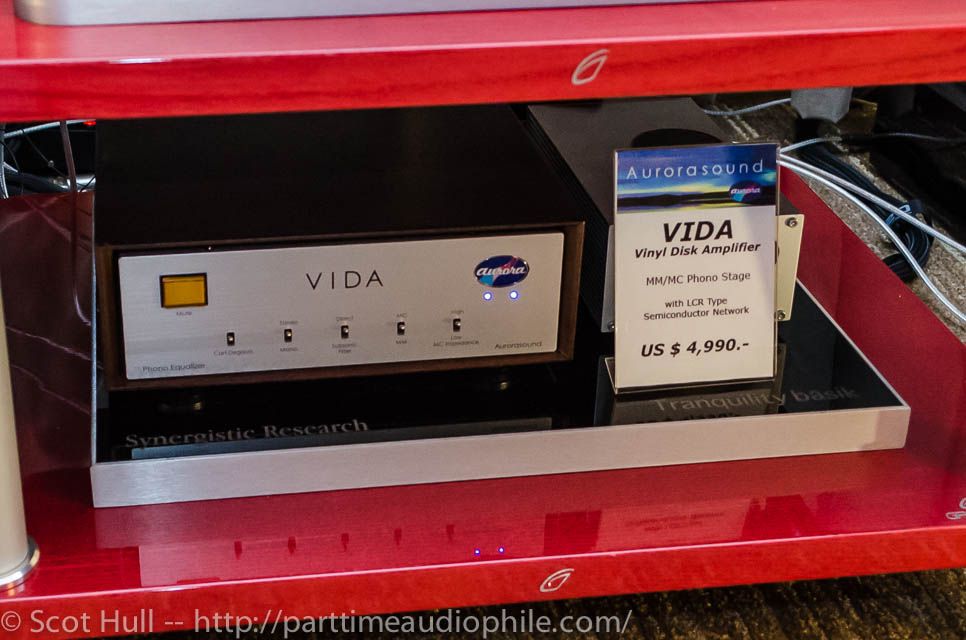 VIDA
aurora
Mute
Curl Degauss
Stereo
Mono
Direct
Subsonic
Filter
MC
MM
High
Low
MC Impedance
Phono Equalizer
Aurorasound
Aurorasound
aurora
VIDA
Vinyl Disk Amplifier
MM/MC Phono Stage
with LCR Type
Semiconductor Network
US $ 4,990.-
Synergistic Research
Tranquility basik
© Scot Hull -- http://parttimeaudiophile.com/